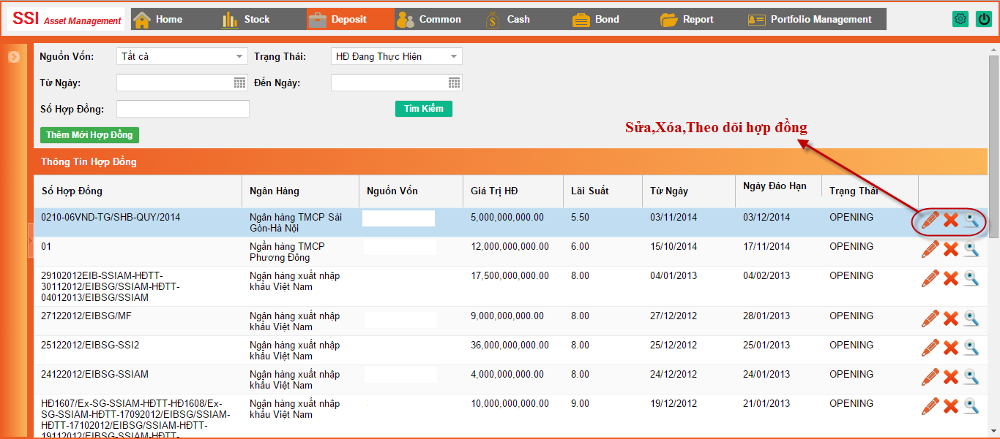 SSI Asset Management Home Stock Deposit Common Cash Bond Report Portfolio Management
Nguồn Vốn: Tất cả Trạng Thái: HĐ Đang Thực Hiện
Từ Ngày: Đến Ngày:
Số Hợp Đồng: Tìm Kiếm
Sửa,Xóa,Theo dõi hợp đồng
Thêm Mới Hợp Đồng
Thông Tin Hợp Đồng
Số Hợp Đồng Ngân Hàng Nguồn Vốn Giá Trị HĐ Lãi Suất Từ Ngày Ngày Đáo Hạn Trạng Thái
0210-06VND-TG/SHB-QUY/2014 Ngân hàng TMCP Sài 5,000,000,000.00 5.50 03/11/2014 03/12/2014 OPENING
Gòn-Hà Nội
01 Ngần hàng TMCP 12,000,000,000.00 6.00 15/10/2014 17/11/2014 OPENING
Phương Đông
29102012EIB-SSIAM-HĐTT- Ngân hàng xuất nhập 17,500,000,000.00 8.00 04/01/2013 04/02/2013 OPENING
30112012/EIBSG/SSIAM-HĐTT- khẩu Việt Nam
04012013/EIBSG/SSIAM
27122012/EIBSG/MF Ngân hàng xuất nhập 9,000,000,000.00 8.00 27/12/2012 28/01/2013 OPENING
khẩu Việt Nam
25122012/EIBSG-SSI2 Ngân hàng xuất nhập 36,000,000,000.00 8.00 25/12/2012 25/01/2013 OPENING
khẩu Việt Nam
24122012/EIBSG-SSIAM Ngân hàng xuất nhập 4,000,000,000.00 8.00 24/12/2012 24/01/2013 OPENING
khẩu Việt Nam
HĐ1607/Ex-SG-SSIAM-HĐTT-HĐ1608/Ex- Ngân hàng xuất nhập 10,000,000,000.00 9.00 19/12/2012 21/01/2013 OPENING
SG-SSIAM-HĐTT-17092012/EIBSG/SSIAM- khẩu Việt Nam
HĐTT-17102012/EIBSG/SSIAM-HĐTT-
19112012/EIBSG-SSIAM-HĐTT-